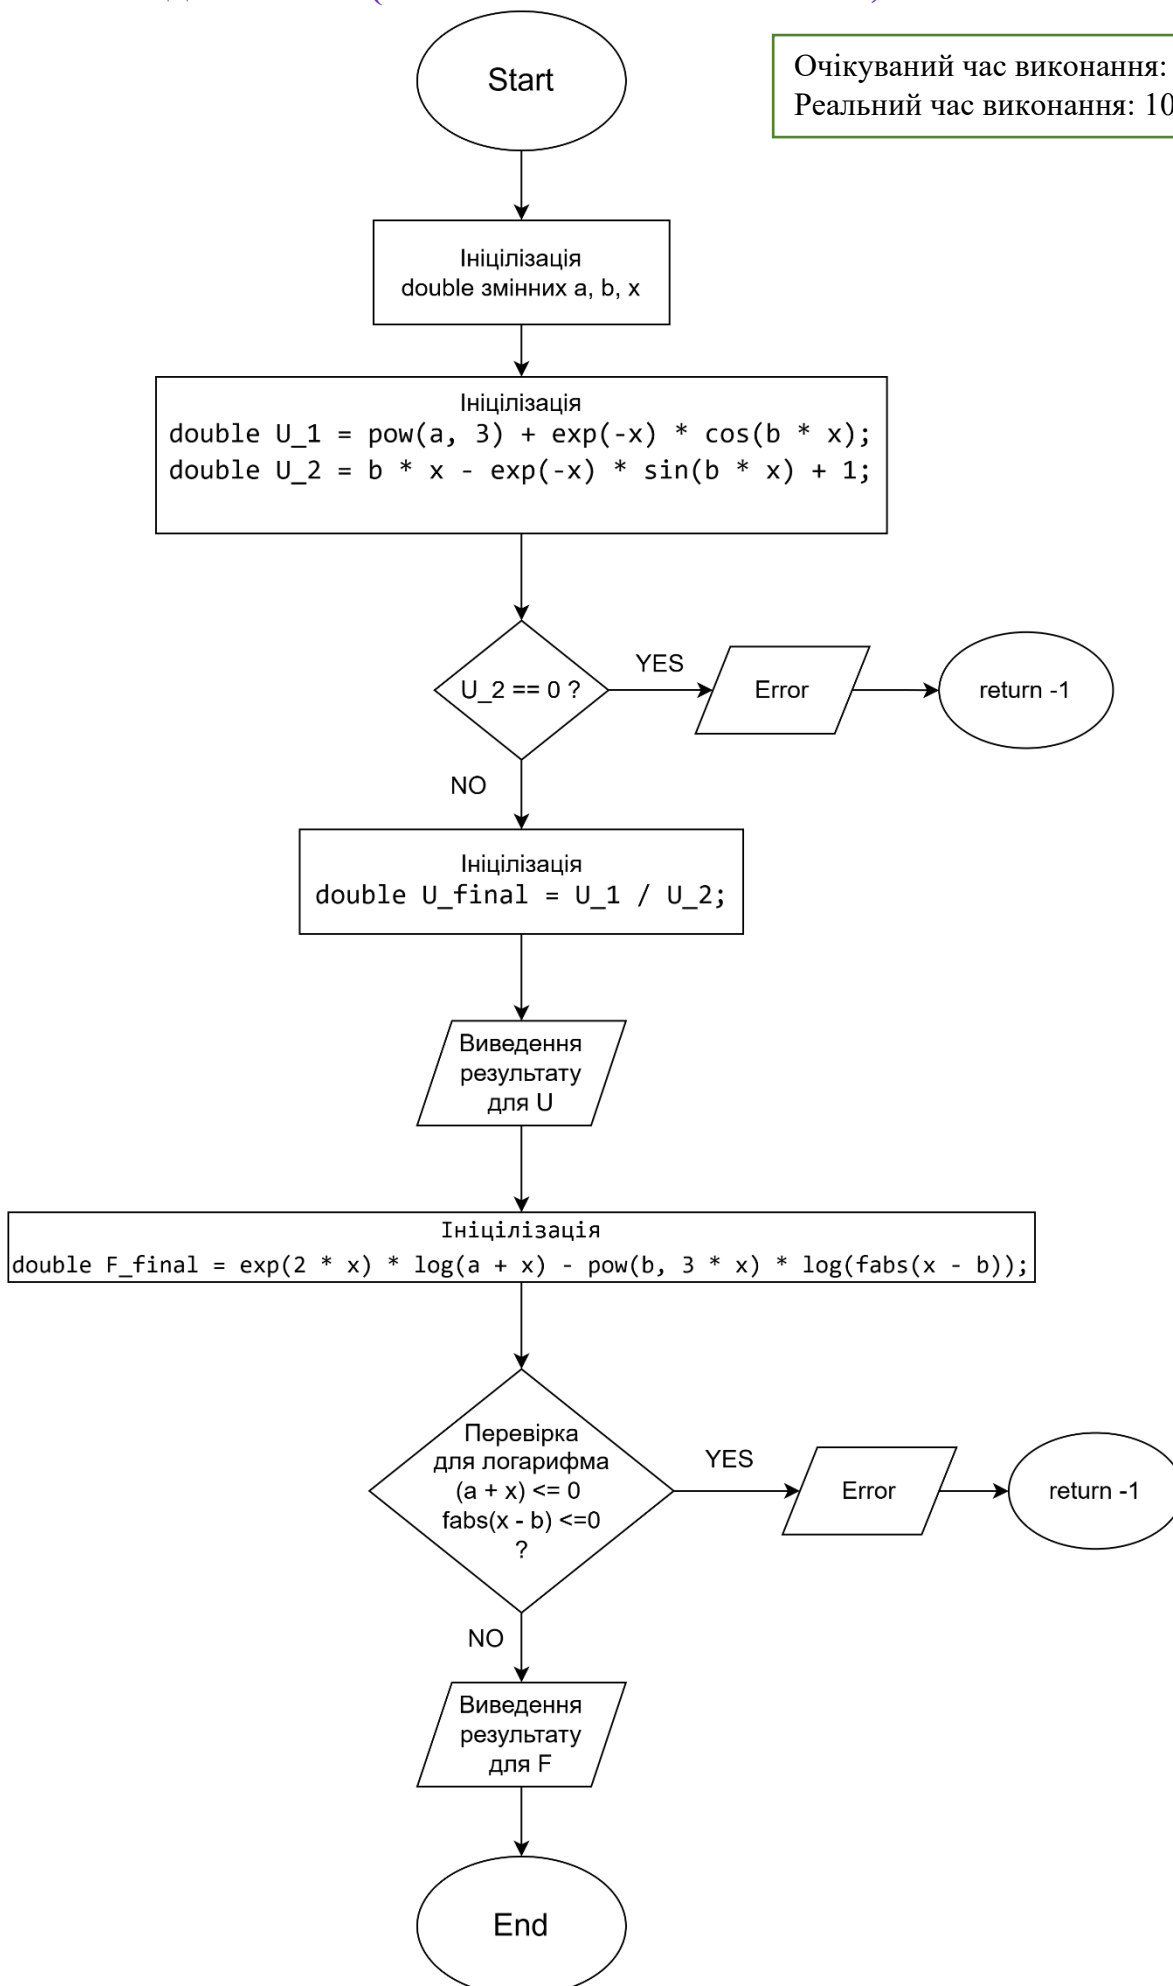 Start
Очікуваний час виконання:
Реальний час виконання: 10
Ініцілізація
double змінних a, b, x
Ініцілізація
double U_1 = pow(a, 3) + exp(-x) * cos(b * x);
double U_2 = b * x - exp(-x) * sin(b * x) + 1;
U_2 == 0 ?
YES
Error
return -1
NO
Ініцілізація
double U_final = U_1 / U_2;
Виведення
результату
для U
Ініцілізація
double F_final = exp(2 * x) * log(a + x) - pow(b, 3 * x) * log(fabs(x - b));
Перевірка
для логарифма
(a + x) <= 0
fabs(x - b) <=0
?
YES
Error
return -1
NO
Виведення
результату
для F
End